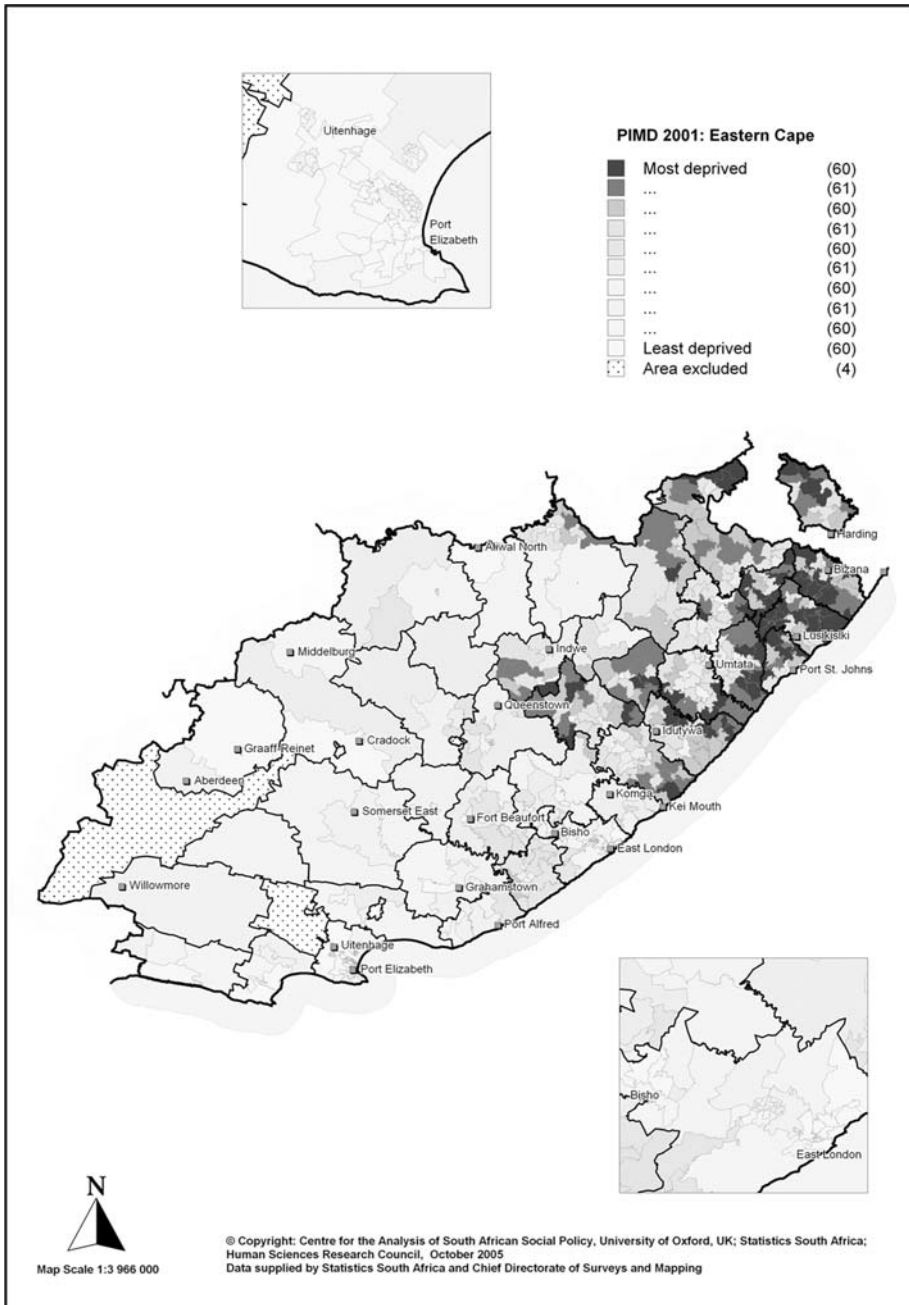 Uitenhage
Port
Elizabeth
PIMD 2001: Eastern Cape
Most deprived (60)
... (61)
... (60)
... (61)
... (60)
... (61)
... (60)
... (61)
... (60)
Least deprived (60)
Area excluded (4)
Harding
Aliwal North
Bizana
Lusikisiki
Indwe
Middelburg
Umtata
Port St. Johns
Queenstown
Idutywa
Cradock
Graaff-Reinet
Aberdeen
Komga
Kei Mouth
Somerset East
Fort Beaufort
Bisho
East London
Willowmore
Grahamstown
Port Alfred
Uitenhage
Port Elizabeth
Bisho
East London
N
Map Scale 1:3 966 000
© Copyright: Centre for the Analysis of South African Social Policy, University of Oxford, UK; Statistics South Africa;
Human Sciences Research Council, October 2005
Data supplied by Statistics South Africa and Chief Directorate of Surveys and Mapping